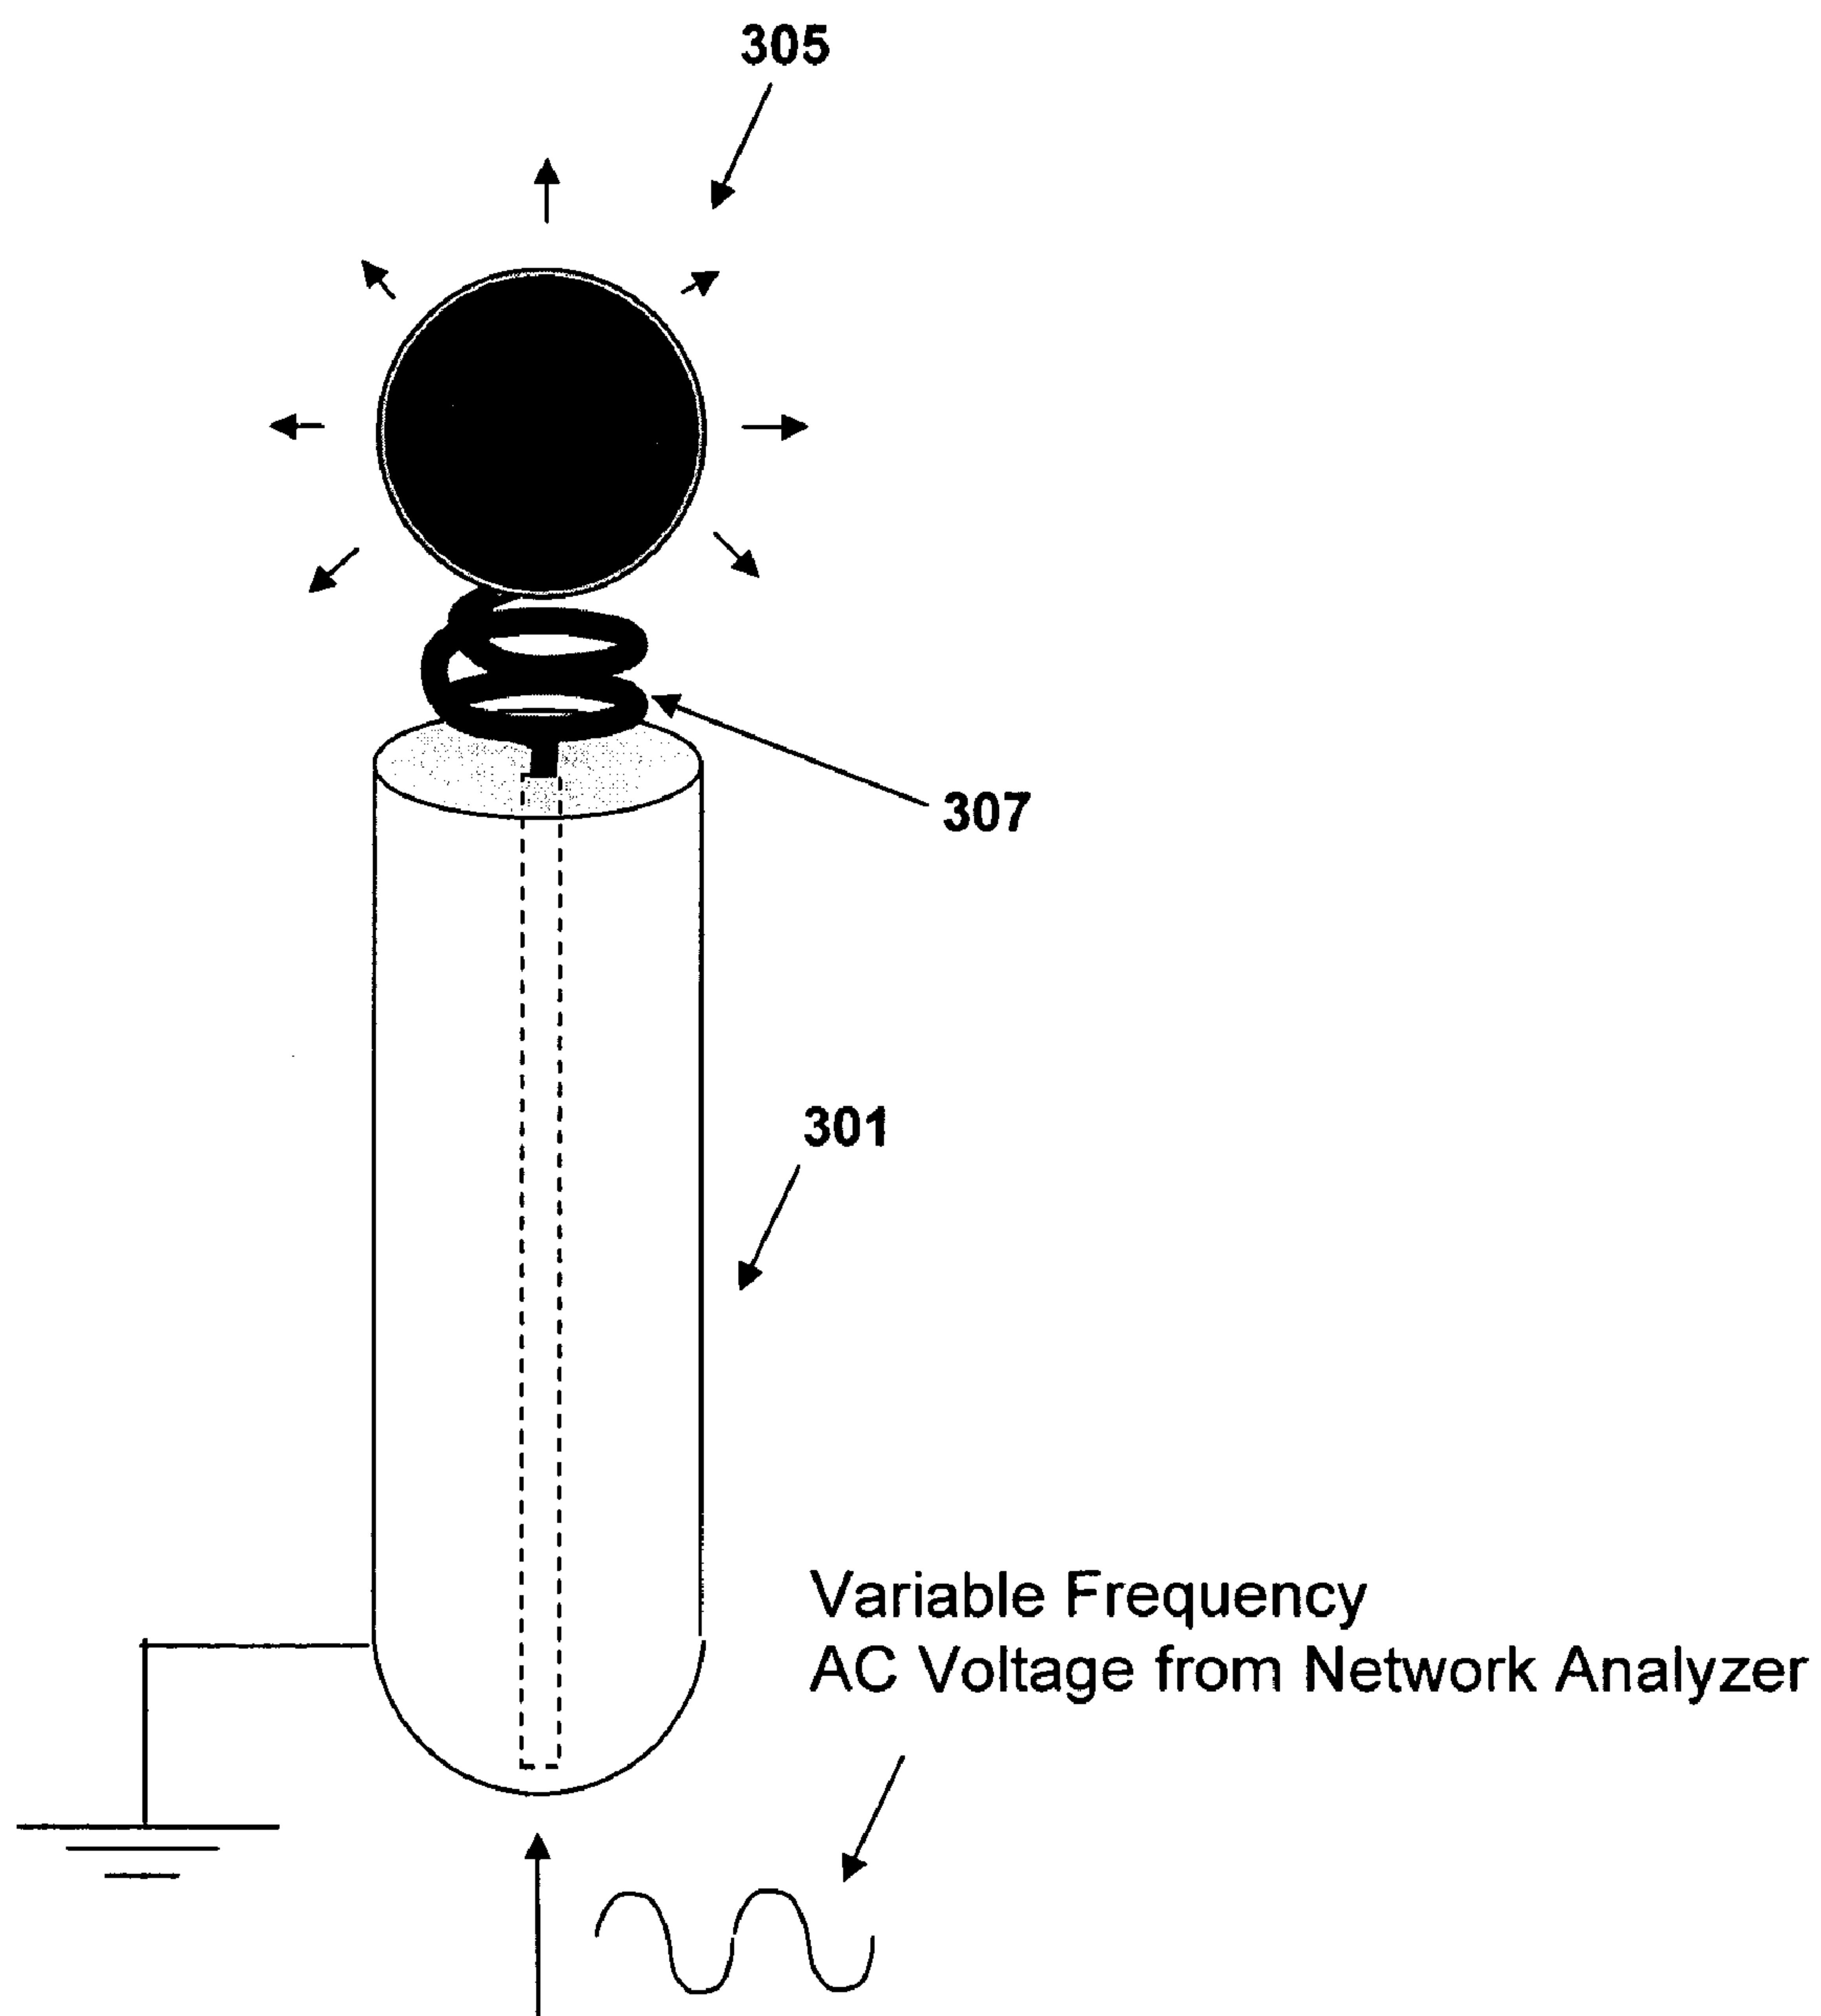 305
307
301
Variable Frequency
AC Voltage from Network Analyzer